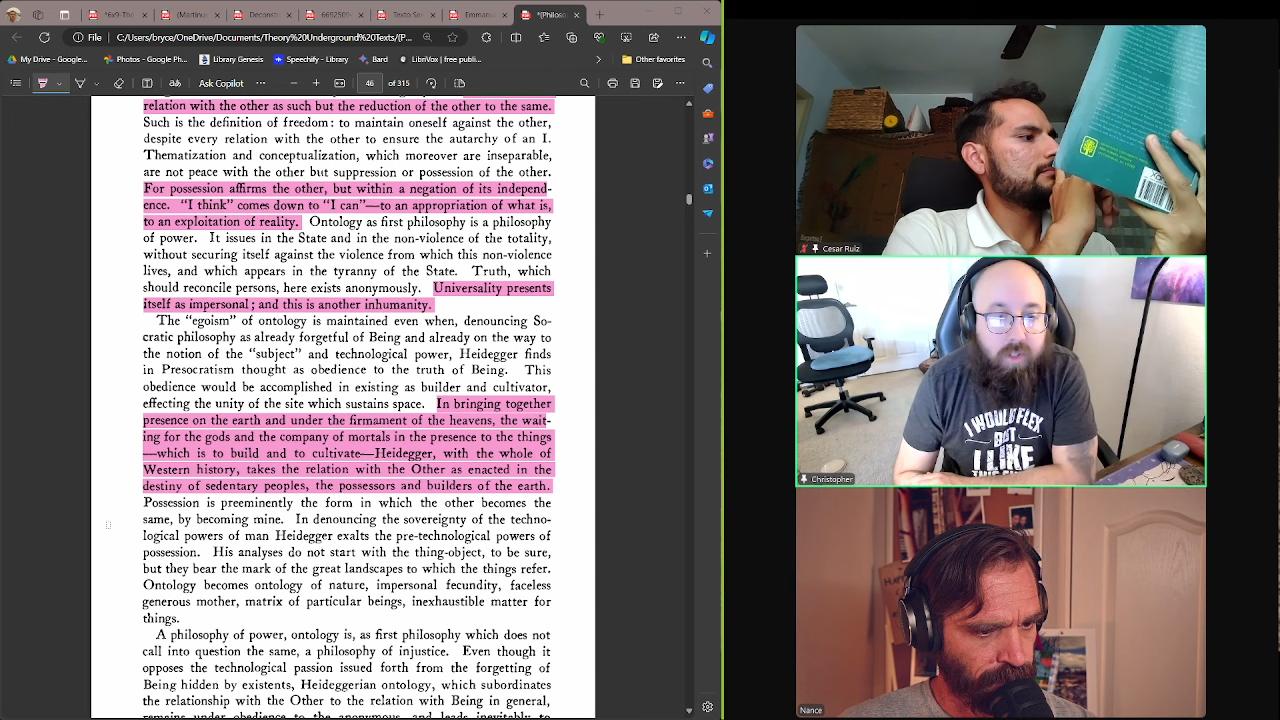 *6x9-The
(Martinu
Deconst
6692509
Texto Se
Emmanu
*(Philoso
File
C:/Users/bryce/OneDrive/Documents/Theory%20Underground%20Texts/(P...
My Drive - Google...
Photos - Google Ph...
Library Genesis
Speechify - Library
Bard
LibriVox | free publi...
Other favorites
Ask Copilot
46 of 315
relation with the other as such but the reduction of the other to the same.
Such is the definition of freedom: to maintain oneself against the other,
despite every relation with the other to ensure the autarchy of an I.
Thematization and conceptualization, which moreover are inseparable,
are not peace with the other but suppression or possession of the other.
For possession affirms the other, but within a negation of its independ-
ence. "I think" comes down to "I can"—to an appropriation of what is,
to an exploitation of reality. Ontology as first philosophy is a philosophy
of power. It issues in the State and in the non-violence of the totality,
without securing itself against the violence from which this non-violence
lives, and which appears in the tyranny of the State. Truth, which
should reconcile persons, here exists anonymously. Universality presents
itself as impersonal; and this is another inhumanity.
The "egoism" of ontology is maintained even when, denouncing So-
cratic philosophy as already forgetful of Being and already on the way to
the notion of the "subject" and technological power, Heidegger finds
in Presocratism thought as obedience to the truth of Being. This
obedience would be accomplished in existing as builder and cultivator,
effecting the unity of the site which sustains space. In bringing together
presence on the earth and under the firmament of the heavens, the wait-
ing for the gods and the company of mortals in the presence to the things
—which is to build and to cultivate—Heidegger, with the whole of
Western history, takes the relation with the Other as enacted in the
destiny of sedentary peoples, the possessors and builders of the earth.
Possession is preeminently the form in which the other becomes the
same, by becoming mine. In denouncing the sovereignty of the techno-
logical powers of man Heidegger exalts the pre-technological powers of
possession. His analyses do not start with the thing-object, to be sure,
but they bear the mark of the great landscapes to which the things refer.
Ontology becomes ontology of nature, impersonal fecundity, faceless
generous mother, matrix of particular beings, inexhaustible matter for
things.
A philosophy of power, ontology is, as first philosophy which does not
call into question the same, a philosophy of injustice. Even though it
opposes the technological passion issued forth from the forgetting of
Being hidden by existents, Heideggerian ontology, which subordinates
the relationship with the Other to the relation with Being in general,
remains under obedience to the anonymous, and leads inevitably to
Cesar Ruiz
I WOULD FLEX
BUT
I LIKE
Christopher
Nance